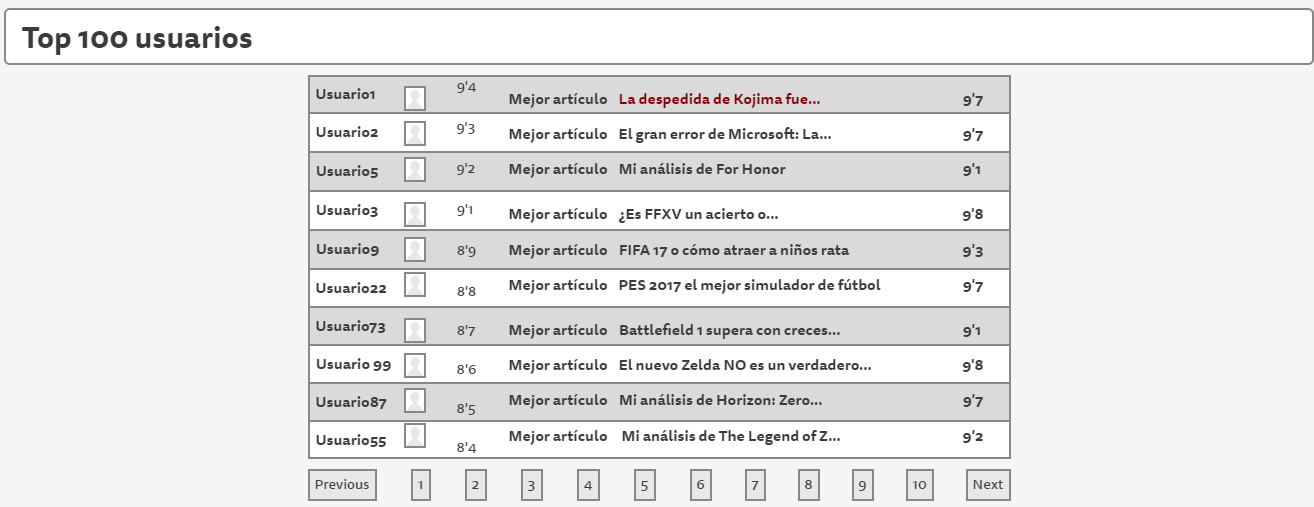 Top 100 usuarios
Usuario1 9'4 Mejor artículo La despedida de Kojima fue... 9'7
Usuario2 9'3 Mejor artículo El gran error de Microsoft: La... 9'7
Usuario5 9'2 Mejor artículo Mi análisis de For Honor 9'1
Usuario3 9'1 Mejor artículo ¿Es FFXV un acierto o... 9'8
Usuario9 8'9 Mejor artículo FIFA 17 o cómo atraer a niños rata 9'3
Usuario22 8'8 Mejor artículo PES 2017 el mejor simulador de fútbol 9'7
Usuario73 8'7 Mejor artículo Battlefield 1 supera con creces... 9'1
Usuario 99 8'6 Mejor artículo El nuevo Zelda NO es un verdadero... 9'8
Usuario87 8'5 Mejor artículo Mi análisis de Horizon: Zero... 9'7
Usuario55 8'4 Mejor artículo Mi análisis de The Legend of Z... 9'2
Previous 1 2 3 4 5 6 7 8 9 10 Next